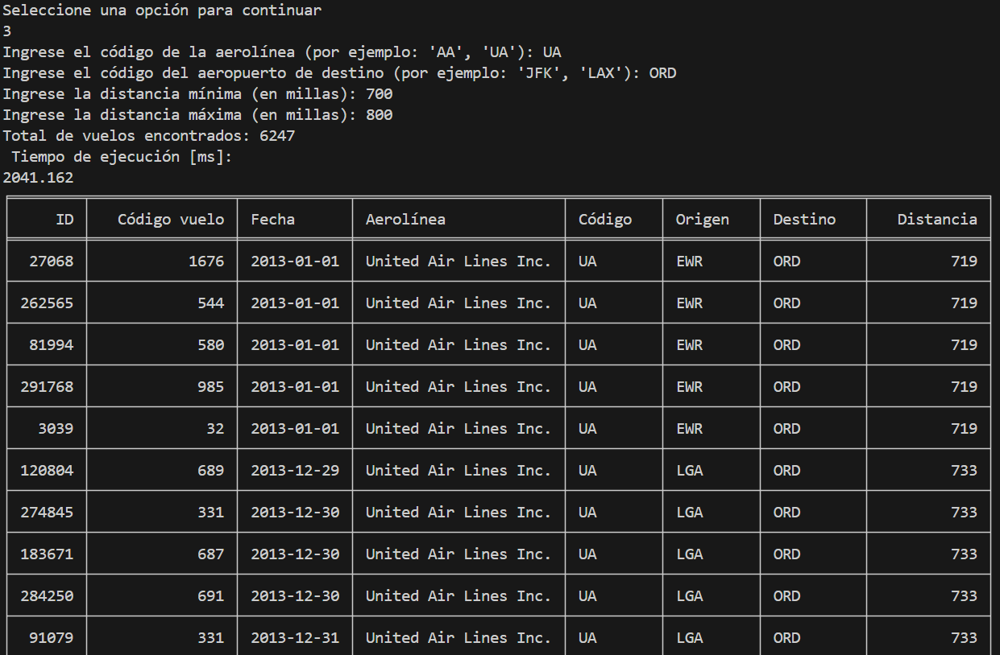 Seleccione una opción para continuar
3
Ingrese el código de la aerolínea (por ejemplo: 'AA', 'UA'): UA
Ingrese el código del aeropuerto de destino (por ejemplo: 'JFK', 'LAX'): ORD
Ingrese la distancia mínima (en millas): 700
Ingrese la distancia máxima (en millas): 800
Total de vuelos encontrados: 6247
Tiempo de ejecución [ms]:
2041.162
ID Código vuelo Fecha Aerolínea Código Origen Destino Distancia
27068 1676 2013-01-01 United Air Lines Inc. UA EWR ORD 719
262565 544 2013-01-01 United Air Lines Inc. UA EWR ORD 719
81994 580 2013-01-01 United Air Lines Inc. UA EWR ORD 719
291768 985 2013-01-01 United Air Lines Inc. UA EWR ORD 719
3039 32 2013-01-01 United Air Lines Inc. UA EWR ORD 719
120804 689 2013-12-29 United Air Lines Inc. UA LGA ORD 733
274845 331 2013-12-30 United Air Lines Inc. UA LGA ORD 733
183671 687 2013-12-30 United Air Lines Inc. UA LGA ORD 733
284250 691 2013-12-30 United Air Lines Inc. UA LGA ORD 733
91079 331 2013-12-31 United Air Lines Inc. UA LGA ORD 733